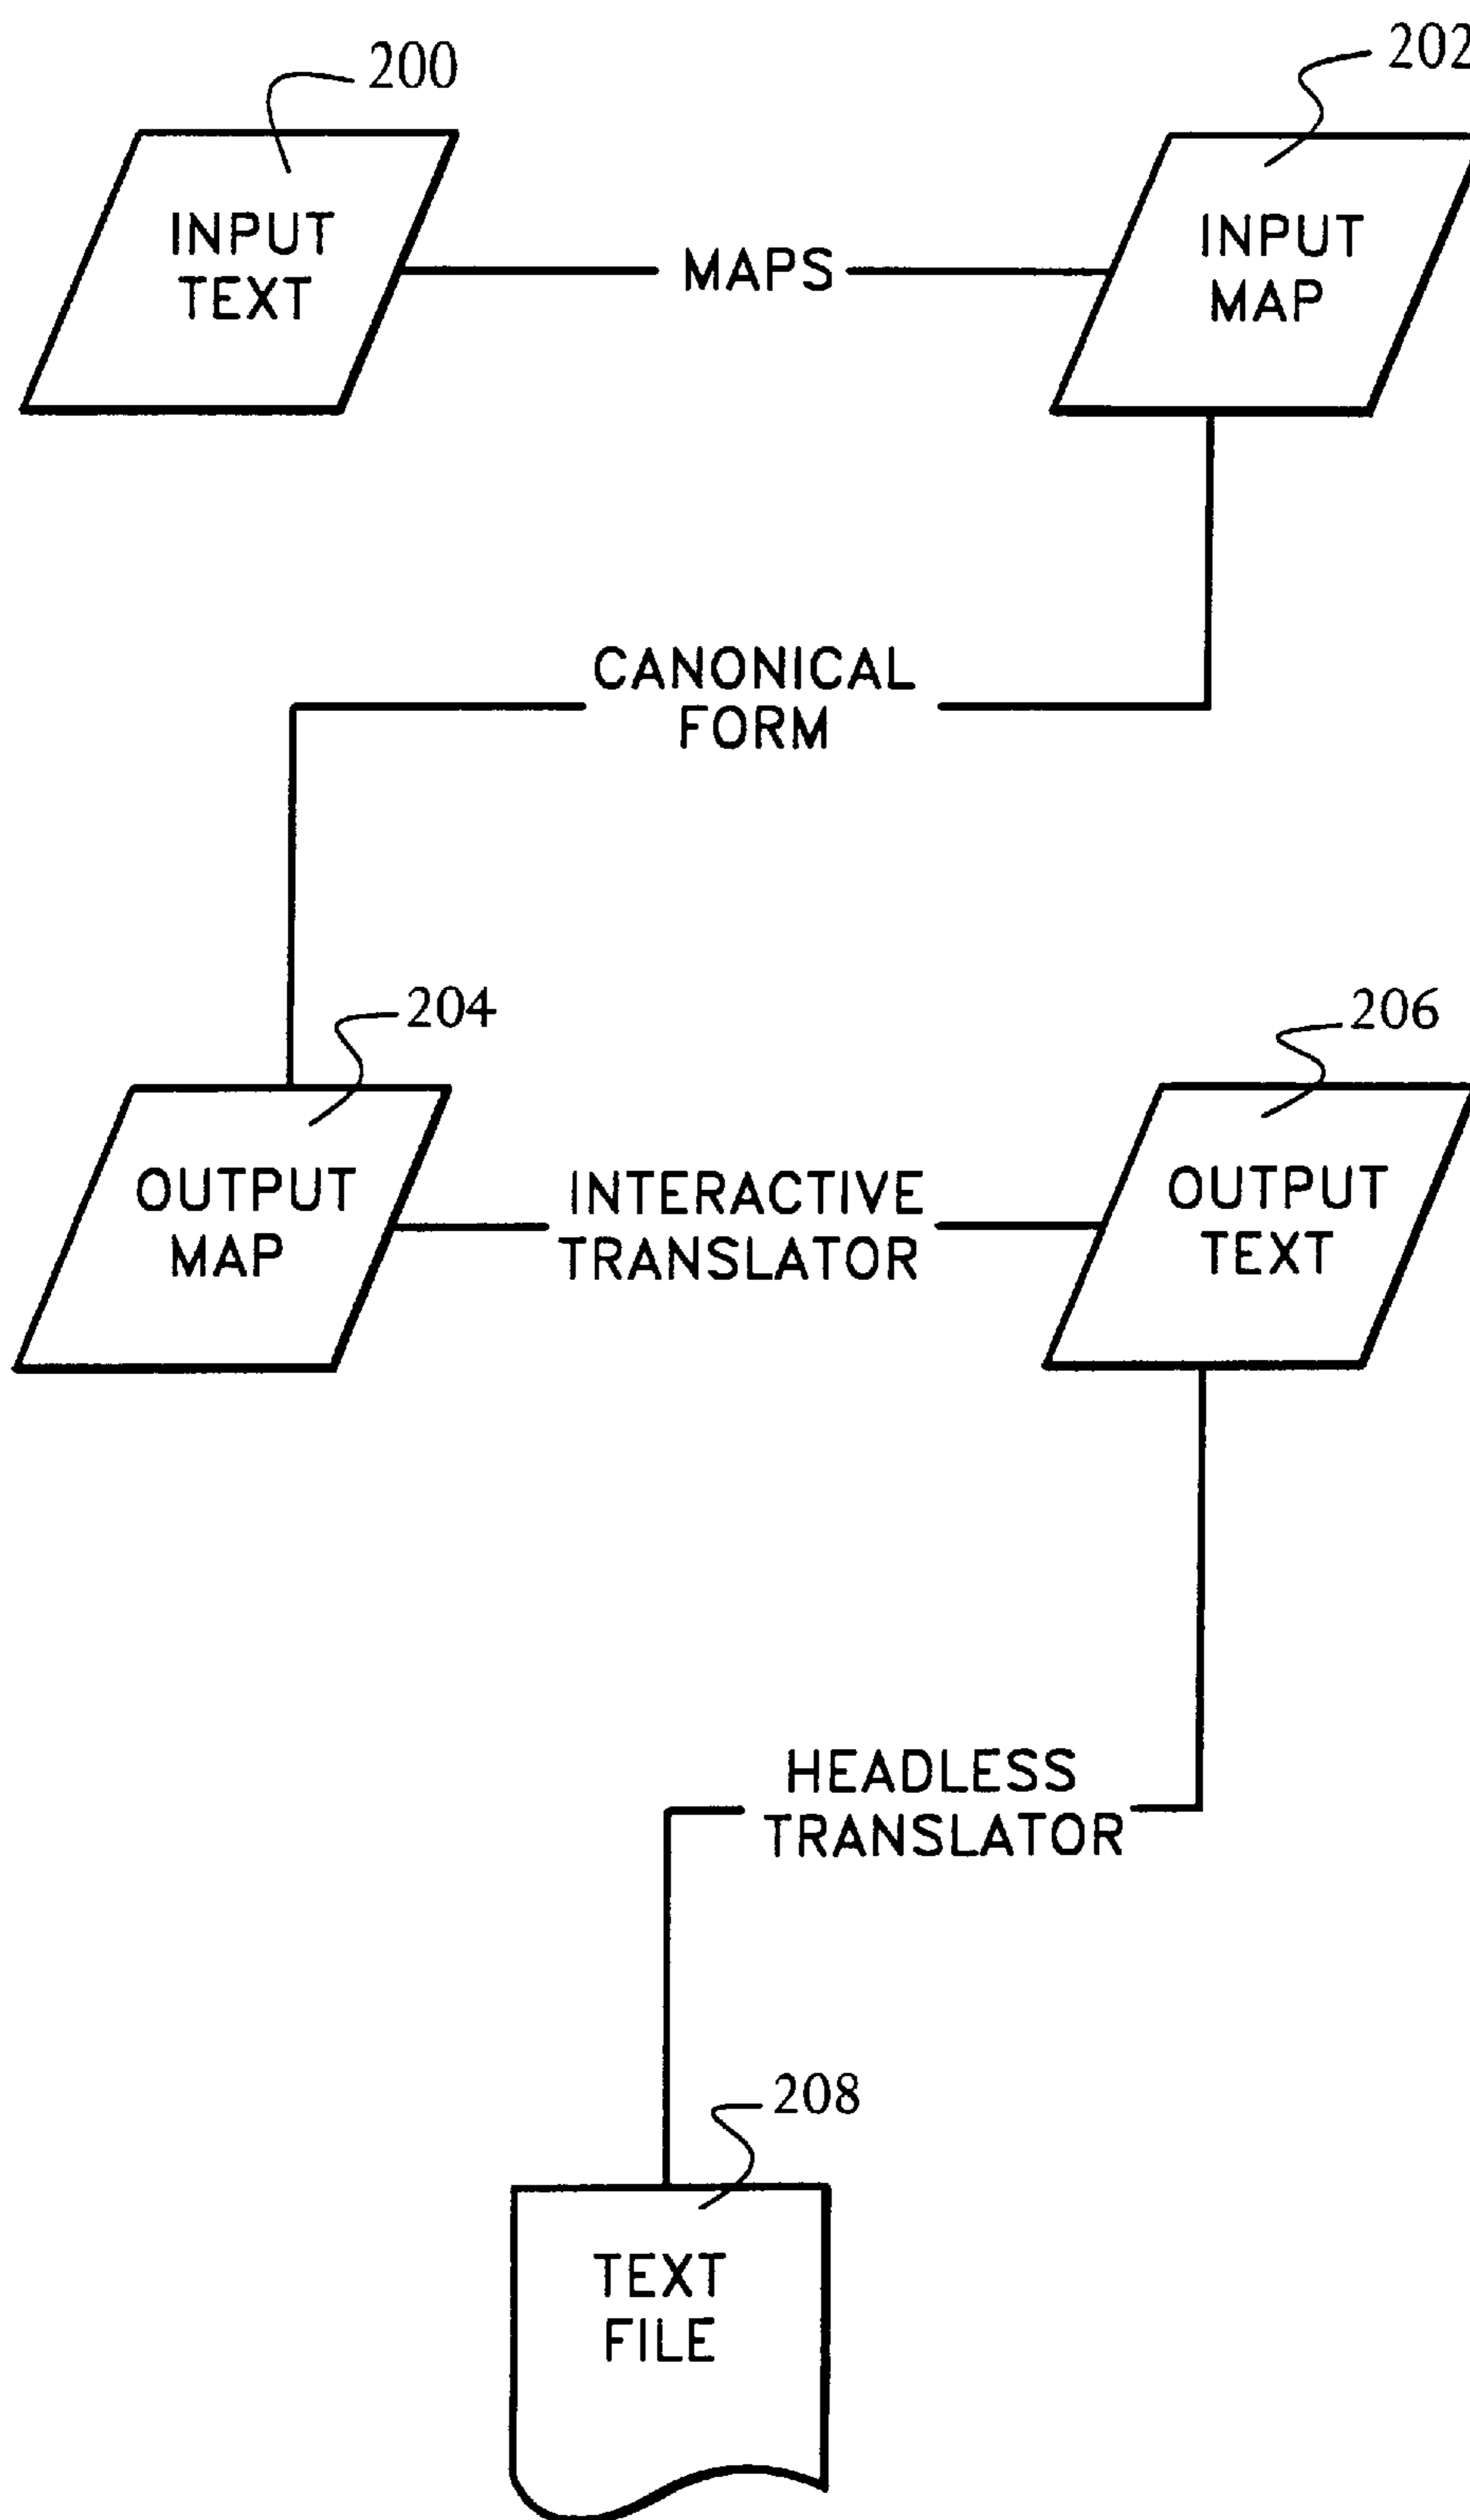 200
202
INPUT
TEXT
MAPS
INPUT
MAP
CANONICAL
FORM
204
206
OUTPUT
MAP
INTERACTIVE
TRANSLATOR
OUTPUT
TEXT
HEADLESS
TRANSLATOR
208
TEXT
FILE